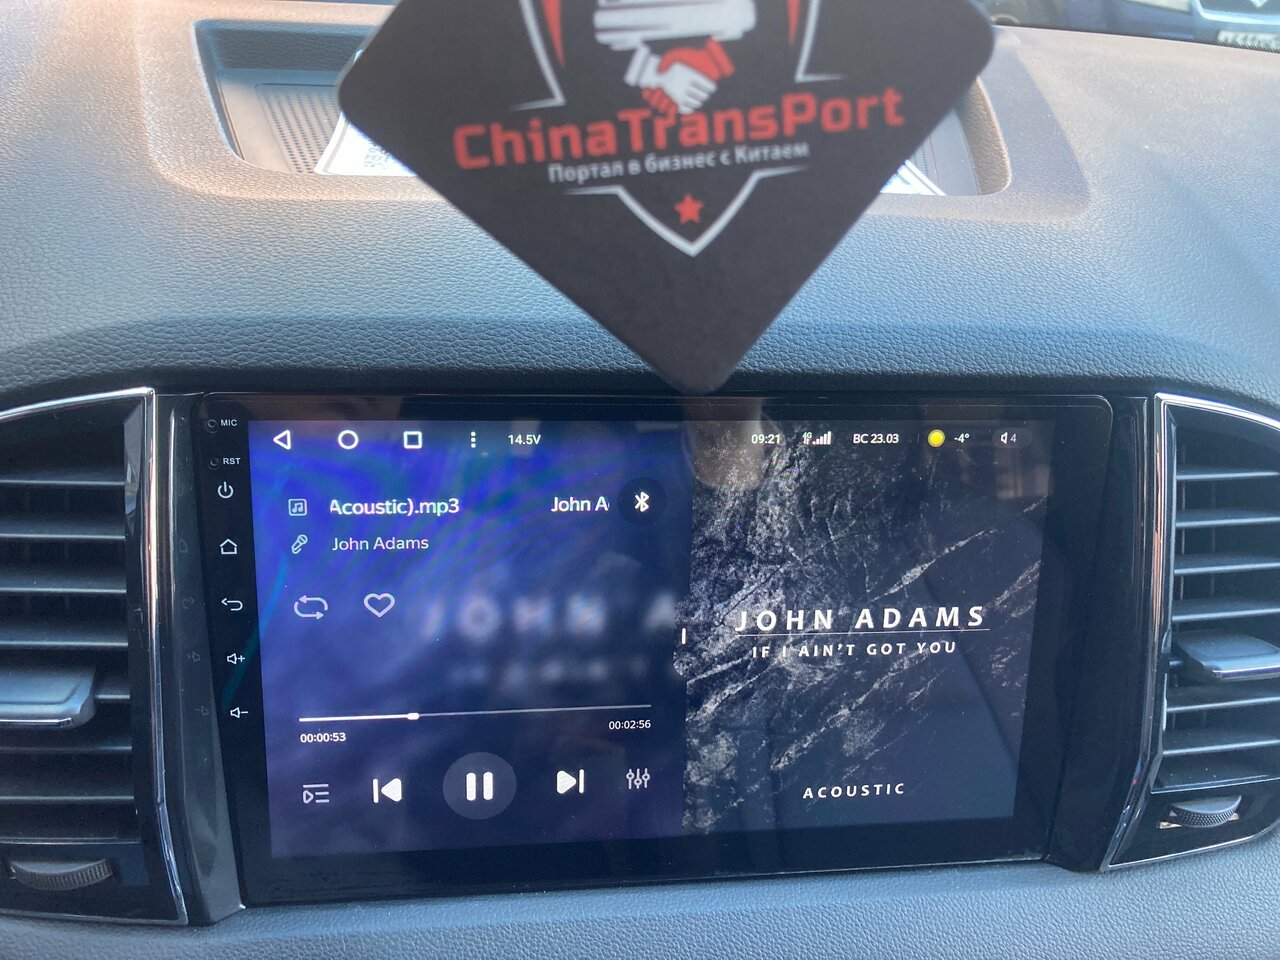 ChinaTransPort
Портал в бизнес с Китаем
MIC
RST
14.5V
09:21
BC 23.03
-4°
4
Acoustic).mp3
John A
John Adams
00:00:53
00:02:56
JOHN ADAMS
IF I AIN'T GOT YOU
ACOUSTIC